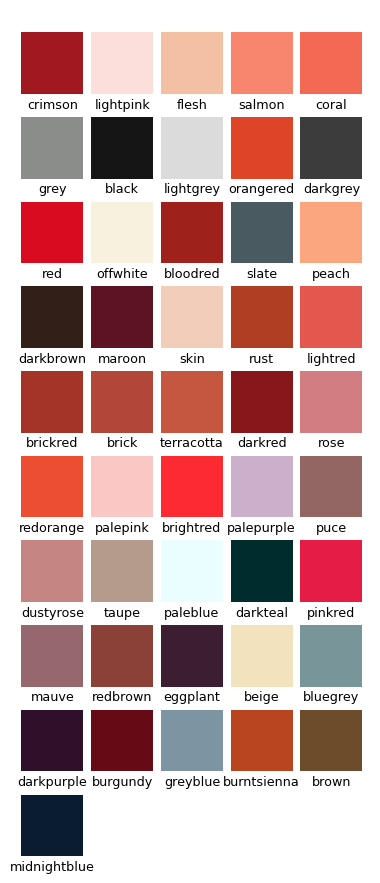 crimson lightpink flesh salmon coral
grey black lightgrey orangered darkgrey
red offwhite bloodred slate peach
darkbrown maroon skin rust lightred
brickred brick terracotta darkred rose
redorange palepink brightred palepurple puce
dustyrose taupe paleblue darkteal pinkred
mauve redbrown eggplant beige bluegrey
darkpurple burgundy greyblue burntsienna brown
midnightblue